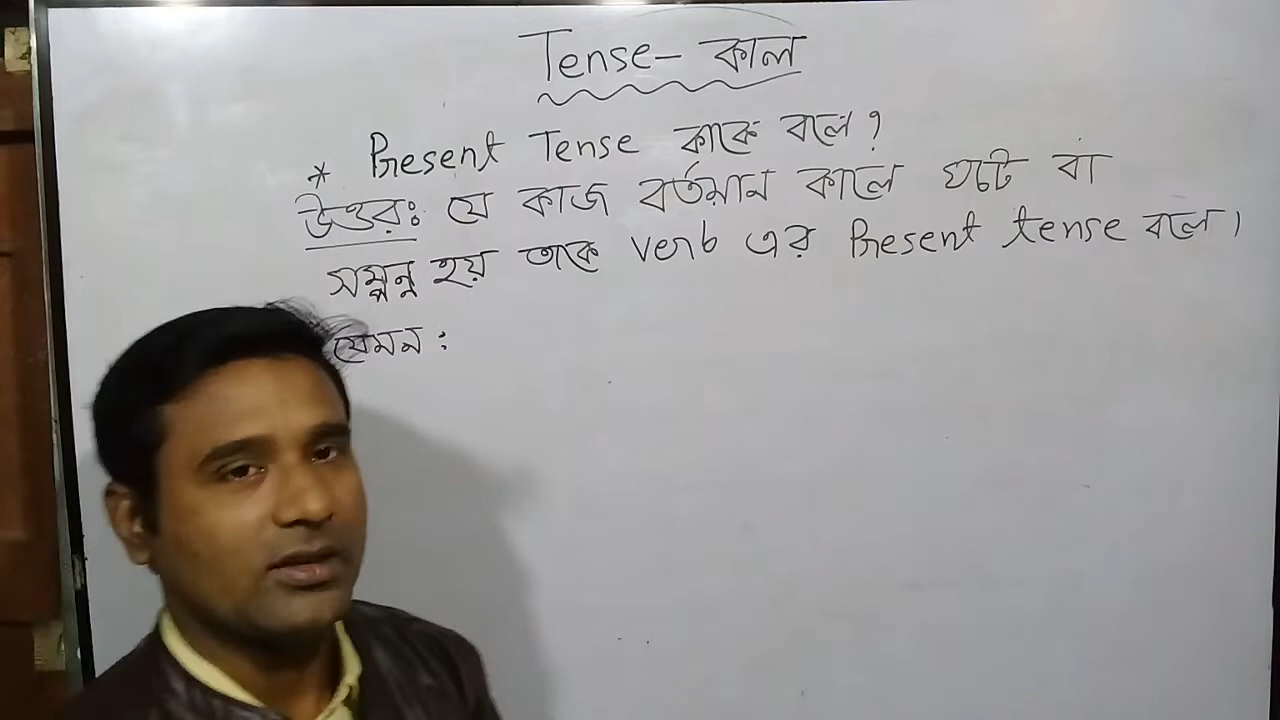 Tense- কাল
* Present Tense কাকে বলে ?
উত্তরঃ যে কাজ বর্তমান কালে ঘটে বা
সম্পন্ন হয় তাকে verb এর Present tense বলে।
যেমন :